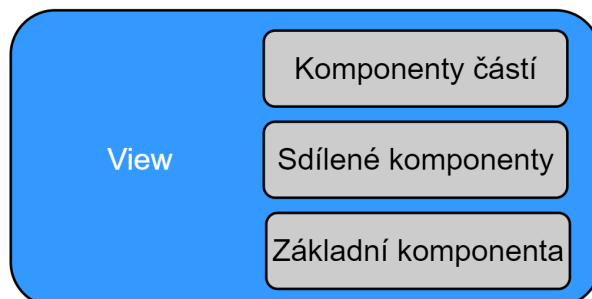 Komponenty částí
View
Sdílené komponenty
Základní komponenta